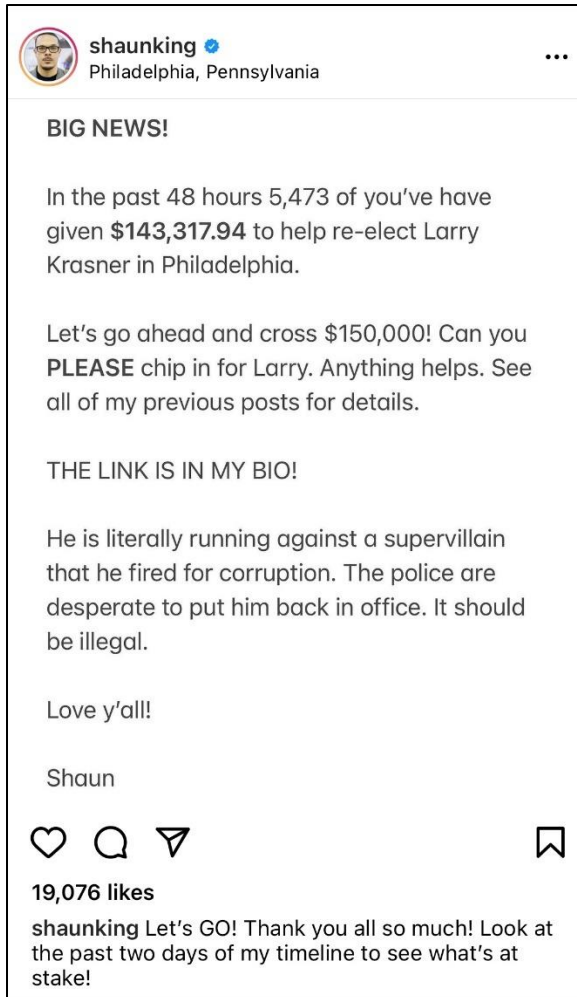 shaunking
Philadelphia, Pennsylvania
BIG NEWS!
In the past 48 hours 5,473 of you’ve have
given $143,317.94 to help re-elect Larry
Krasner in Philadelphia.
Let’s go ahead and cross $150,000! Can you
PLEASE chip in for Larry. Anything helps. See
all of my previous posts for details.
THE LINK IS IN MY BIO!
He is literally running against a supervillain
that he fired for corruption. The police are
desperate to put him back in office. It should
be illegal.
Love y’all!
Shaun
19,076 likes
shaunking Let’s GO! Thank you all so much! Look at
the past two days of my timeline to see what’s at
stake!